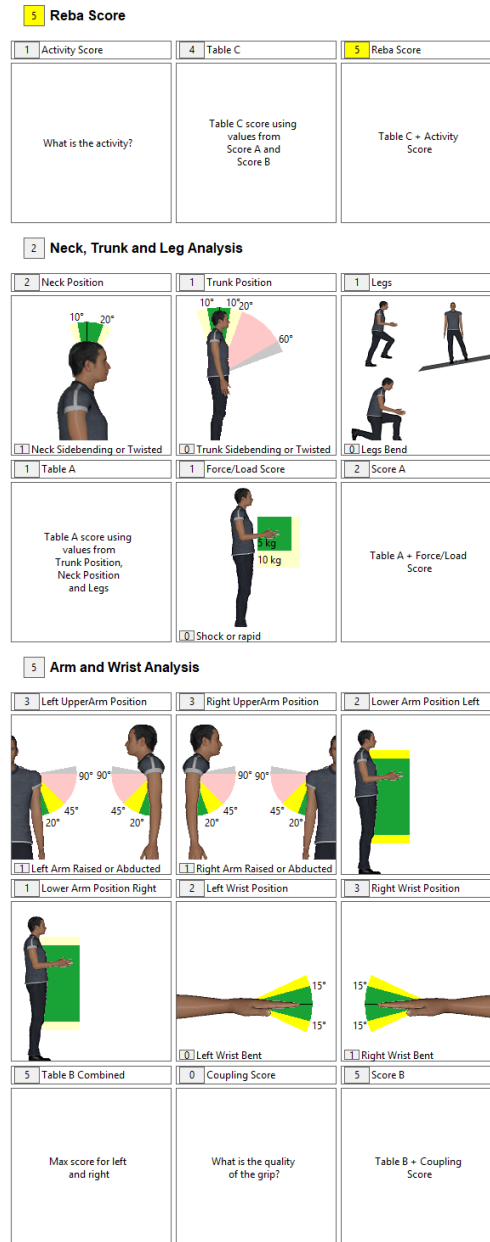 5 Reba Score
1 Activity Score
4 Table C
5 Reba Score
What is the activity?
Table C score using
values from
Score A and
Score B
Table C + Activity
Score
2 Neck, Trunk and Leg Analysis
2 Neck Position
1 Trunk Position
1 Legs
10° 20°
10° 10° 20°
60°
1 Neck Sidebending or Twisted
0 Trunk Sidebending or Twisted
0 Legs Bend
1 Table A
1 Force/Load Score
2 Score A
Table A score using
values from
Trunk Position,
Neck Position
and Legs
5 kg
10 kg
Table A + Force/Load
Score
0 Shock or rapid
5 Arm and Wrist Analysis
3 Left UpperArm Position
3 Right UpperArm Position
2 Lower Arm Position Left
90° 90°
45° 45°
20° 20°
90° 90°
45° 45°
20° 20°
1 Left Arm Raised or Abducted
1 Right Arm Raised or Abducted
1 Lower Arm Position Right
2 Left Wrist Position
3 Right Wrist Position
15°
15°
15°
15°
0 Left Wrist Bent
1 Right Wrist Bent
5 Table B Combined
0 Coupling Score
5 Score B
Max score for left
and right
What is the quality
of the grip?
Table B + Coupling
Score